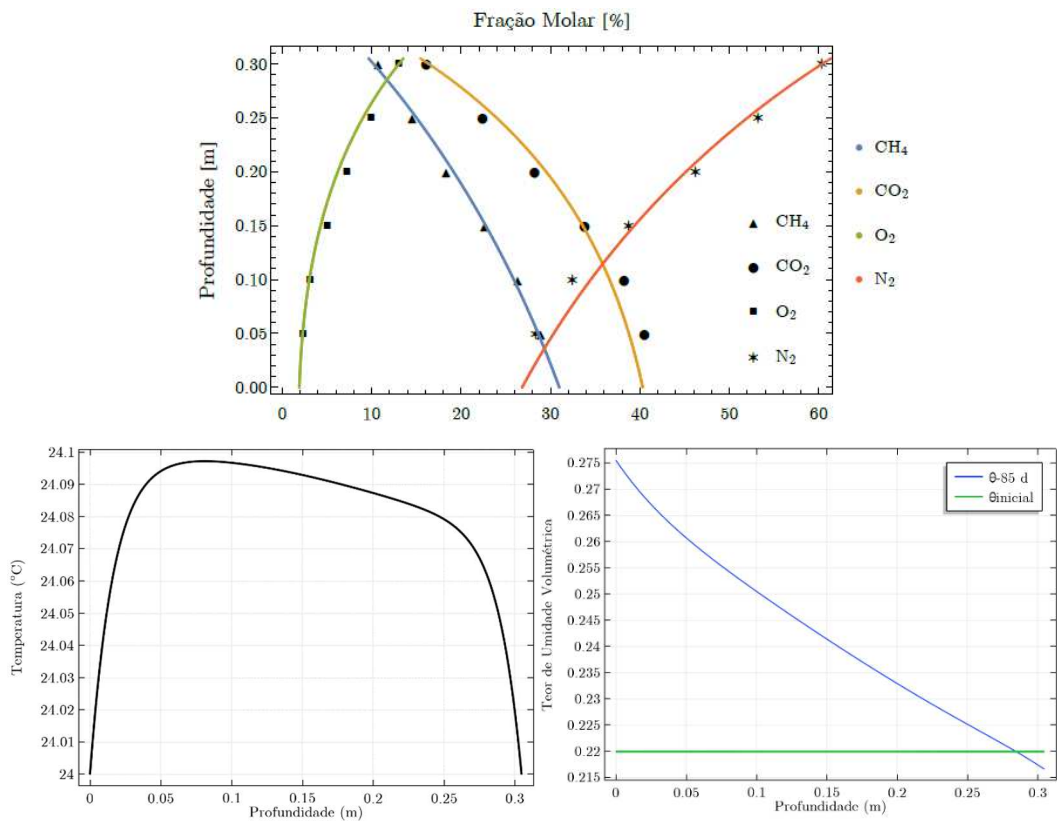 Fração Molar [%]
Profundidade [m]
0.30
0.25
0.20
0.15
0.10
0.05
0.00
0 10 20 30 40 50 60
CH4
CO2
O2
N2
CH4
CO2
O2
N2
Temperatura (°C)
24.1
24.09
24.08
24.07
24.06
24.05
24.04
24.03
24.02
24.01
24
0 0.05 0.1 0.15 0.2 0.25 0.3
Profundidade (m)
Teor de Umidade Volumétrica
0.275
0.27
0.265
0.26
0.255
0.25
0.245
0.24
0.235
0.23
0.225
0.22
0.215
θ-85 d
θinicial
0 0.05 0.1 0.15 0.2 0.25 0.3
Profundidade (m)